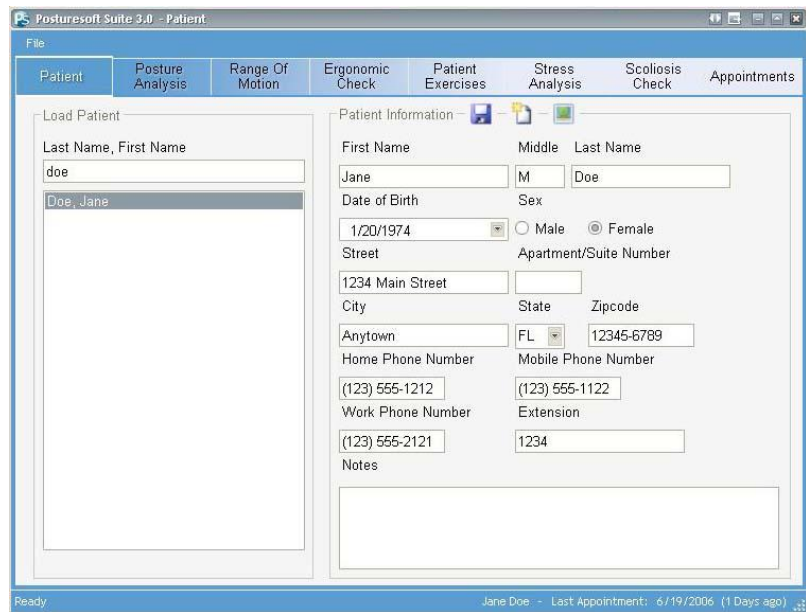 Posturesoft Suite 3.0 - Patient
File
Patient
Posture Analysis
Range Of Motion
Ergonomic Check
Patient Exercises
Stress Analysis
Scoliosis Check
Appointments
Load Patient
Last Name, First Name
doe
Doe, Jane
Patient Information
First Name Middle Last Name
Jane M Doe
Date of Birth Sex
1/20/1974 Male Female
Street Apartment/Suite Number
1234 Main Street
City State Zipcode
Anytown FL 12345-6789
Home Phone Number Mobile Phone Number
(123) 555-1212 (123) 555-1122
Work Phone Number Extension
(123) 555-2121 1234
Notes
Ready Jane Doe - Last Appointment: 6/19/2006 (1 Days ago)